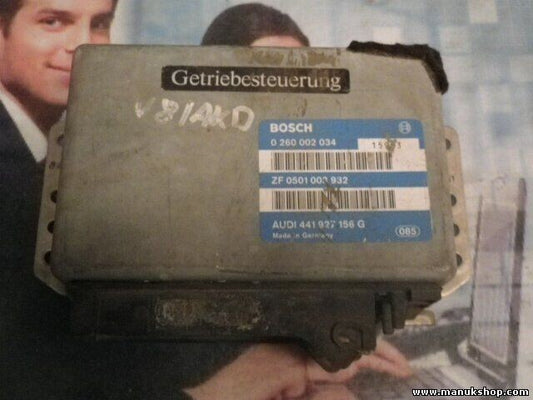 Getriebesteuerung
V8/AKD
BOSCH
0 260 002 034
ZF 0501 003 932
AUDI 441 927 156 G
Made in Germany
085
www.manukshop.com